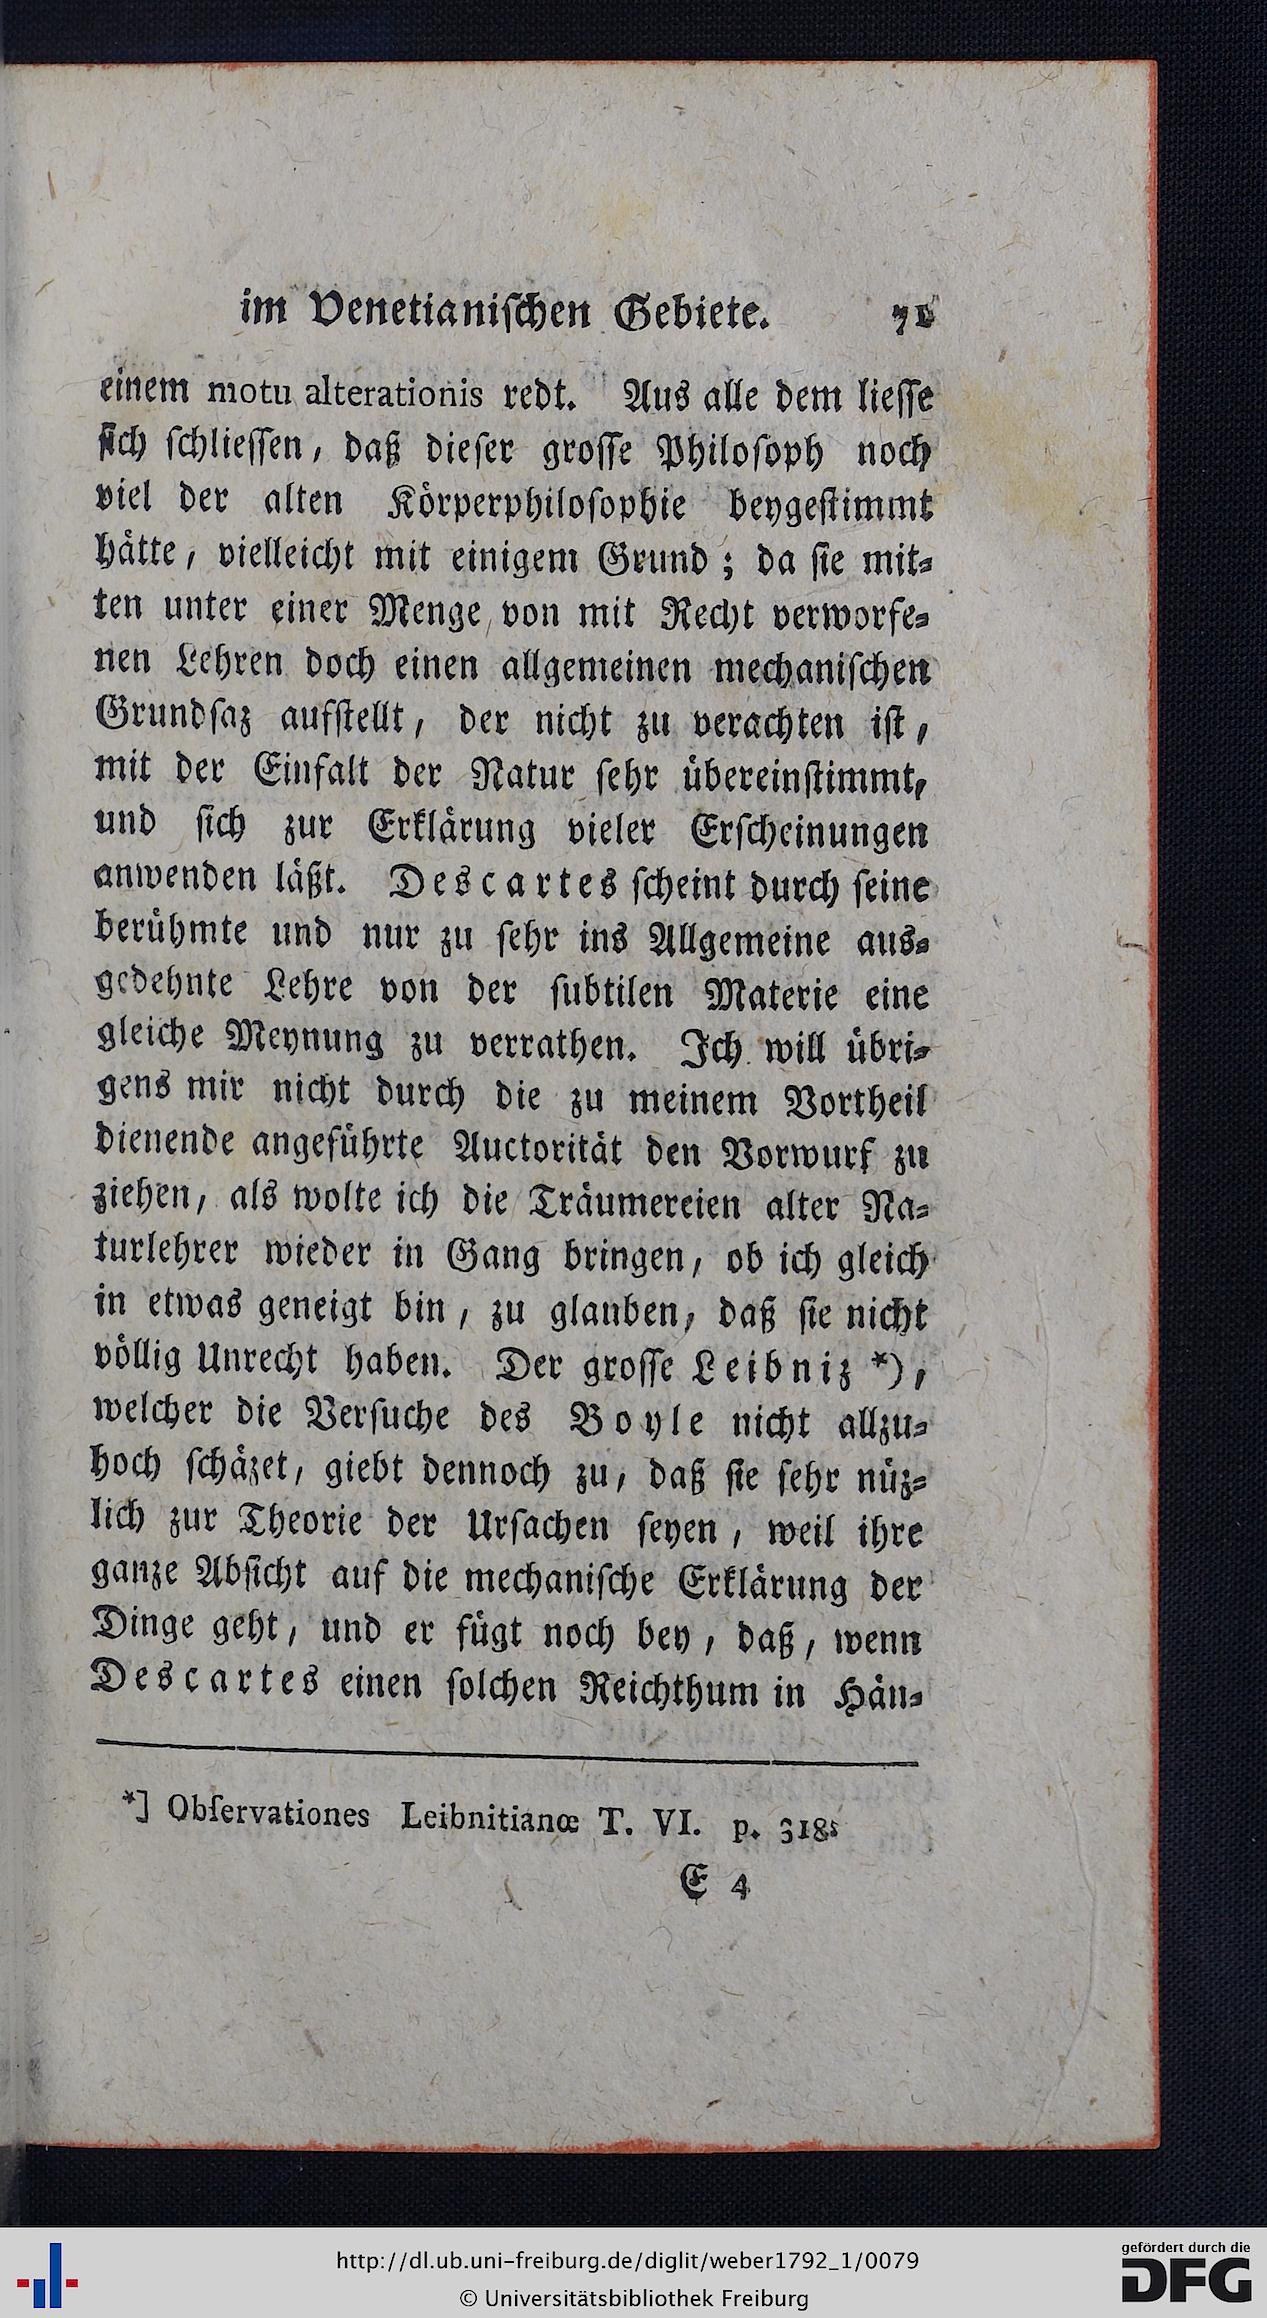 im Venetianiſchen Gebiete. 71
einem motu alterationis redt. Aus alle dem lieſſe
ſich ſchlieſſen, daß dieſer groſſe Philoſoph noch
viel der alten Körperphiloſophie beygeſtimmt
hätte, vielleicht mit einigem Grund; da ſie mit⸗
ten unter einer Menge von mit Recht verworfe⸗
nen Lehren doch einen allgemeinen mechaniſchen
Grundſaz aufſtellt, der nicht zu verachten iſt,
mit der Einfalt der Natur ſehr übereinſtimmt,
und ſich zur Erklärung vieler Erſcheinungen
anwenden läßt. Descartes ſcheint durch ſeine
berühmte und nur zu ſehr ins Allgemeine aus⸗
gedehnte Lehre von der ſubtilen Materie eine
gleiche Meynung zu verrathen. Ich will übri⸗
gens mir nicht durch die zu meinem Vortheil
dienende angeführte Auctorität den Vorwurf zu
ziehen, als wolte ich die Träumereien alter Na⸗
turlehrer wieder in Gang bringen, ob ich gleich
in etwas geneigt bin, zu glauben, daß ſie nicht
völlig Unrecht haben. Der groſſe Leibniz *),
welcher die Verſuche des Boyle nicht allzu⸗
hoch ſchäzet, giebt dennoch zu, daß ſie ſehr nüz⸗
lich zur Theorie der Urſachen ſeyen, weil ihre
ganze Abſicht auf die mechaniſche Erklärung der
Dinge geht, und er fügt noch bey, daß, wenn
Descartes einen ſolchen Reichthum in Hän⸗
*] Obſervationes Leibnitianœ T. VI. p. 318.
E 4
http://dl.ub.uni-freiburg.de/diglit/weber1792_1/0079
© Universitätsbibliothek Freiburg
gefördert durch die
DFG